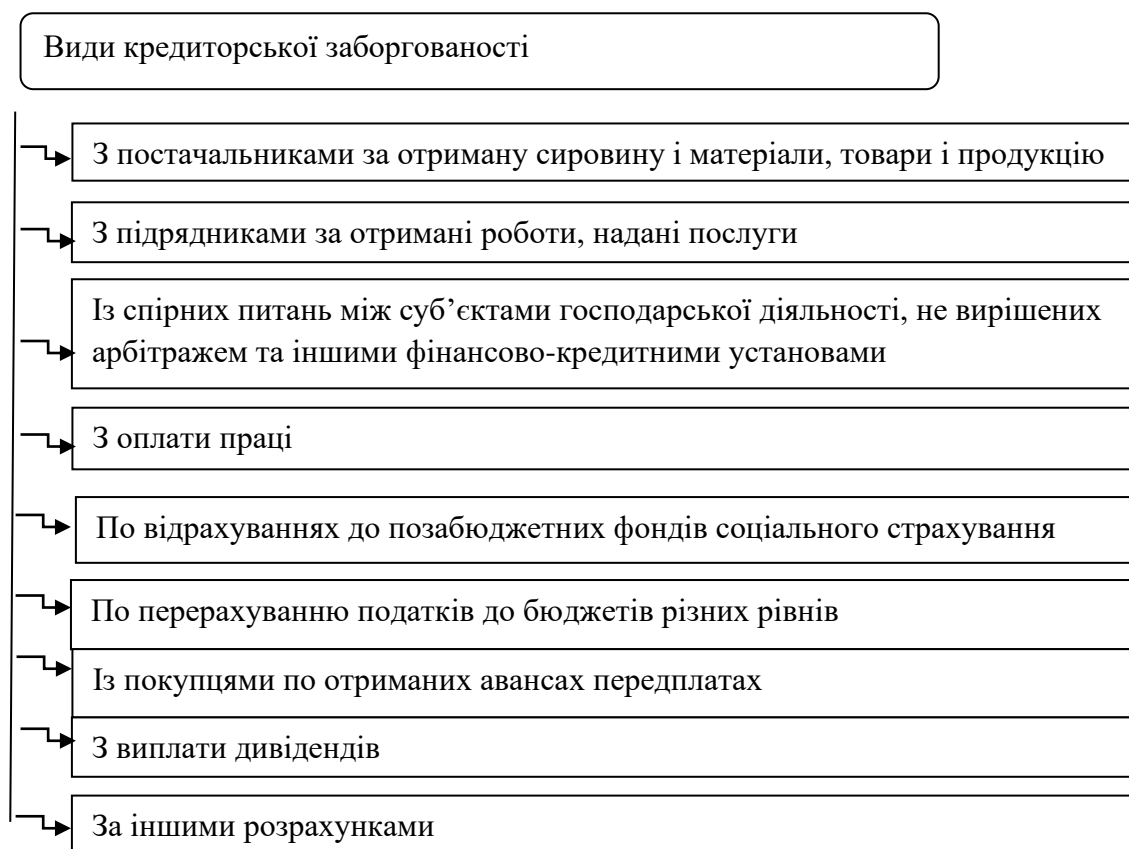 Види кредиторської заборгованості
З постачальниками за отриману сировину і матеріали, товари і продукцію
З підрядниками за отримані роботи, надані послуги
Із спірних питань між суб’єктами господарської діяльності, не вирішених
арбітражем та іншими фінансово-кредитними установами
З оплати праці
По відрахуваннях до позабюджетних фондів соціального страхування
По перерахуванню податків до бюджетів різних рівнів
Із покупцями по отриманих авансах передплатах
З виплати дивідендів
За іншими розрахунками